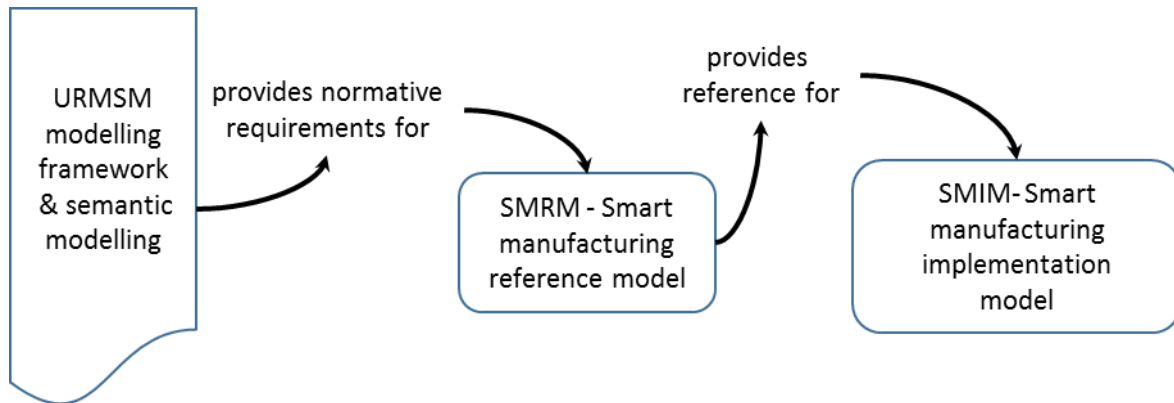 URMSM
modelling
framework
& semantic
modelling
provides normative
requirements for
SMRM - Smart
manufacturing
reference model
provides
reference for
SMIM- Smart
manufacturing
implementation
model